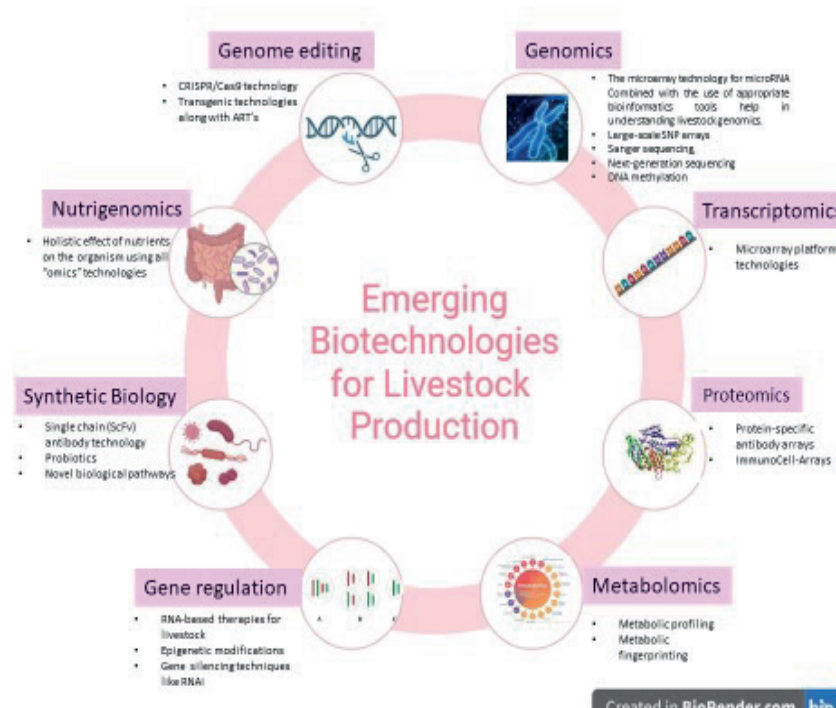 Genome editing
• CRISPR/Cas9 technology
• Transgenic technologies
along with ART's
Genomics
• The microarray technology for microRNA
Combined with the use of appropriate
bioinformatics tools help in
understanding livestock genomics.
• Large-scale SNP arrays
• Sanger sequencing
• Next-generation sequencing
• DNA methylation
Nutrigenomics
• Holistic effect of nutrients
on the organism using all
"omics" technologies
Transcriptomics
• Microarray platform
technologies
Emerging
Biotechnologies
for Livestock
Production
Synthetic Biology
• Single chain (ScFv)
antibody technology
• Probiotics
• Novel biological pathways
Proteomics
• Protein-specific
antibody arrays
• ImmunoCell-Arrays
Gene regulation
• RNA-based therapies for
livestock
• Epigenetic modifications
• Gene silencing techniques
like RNAi
A B
Metabolomics
• Metabolic profiling
• Metabolic
fingerprinting
Created in BioRender.com bio